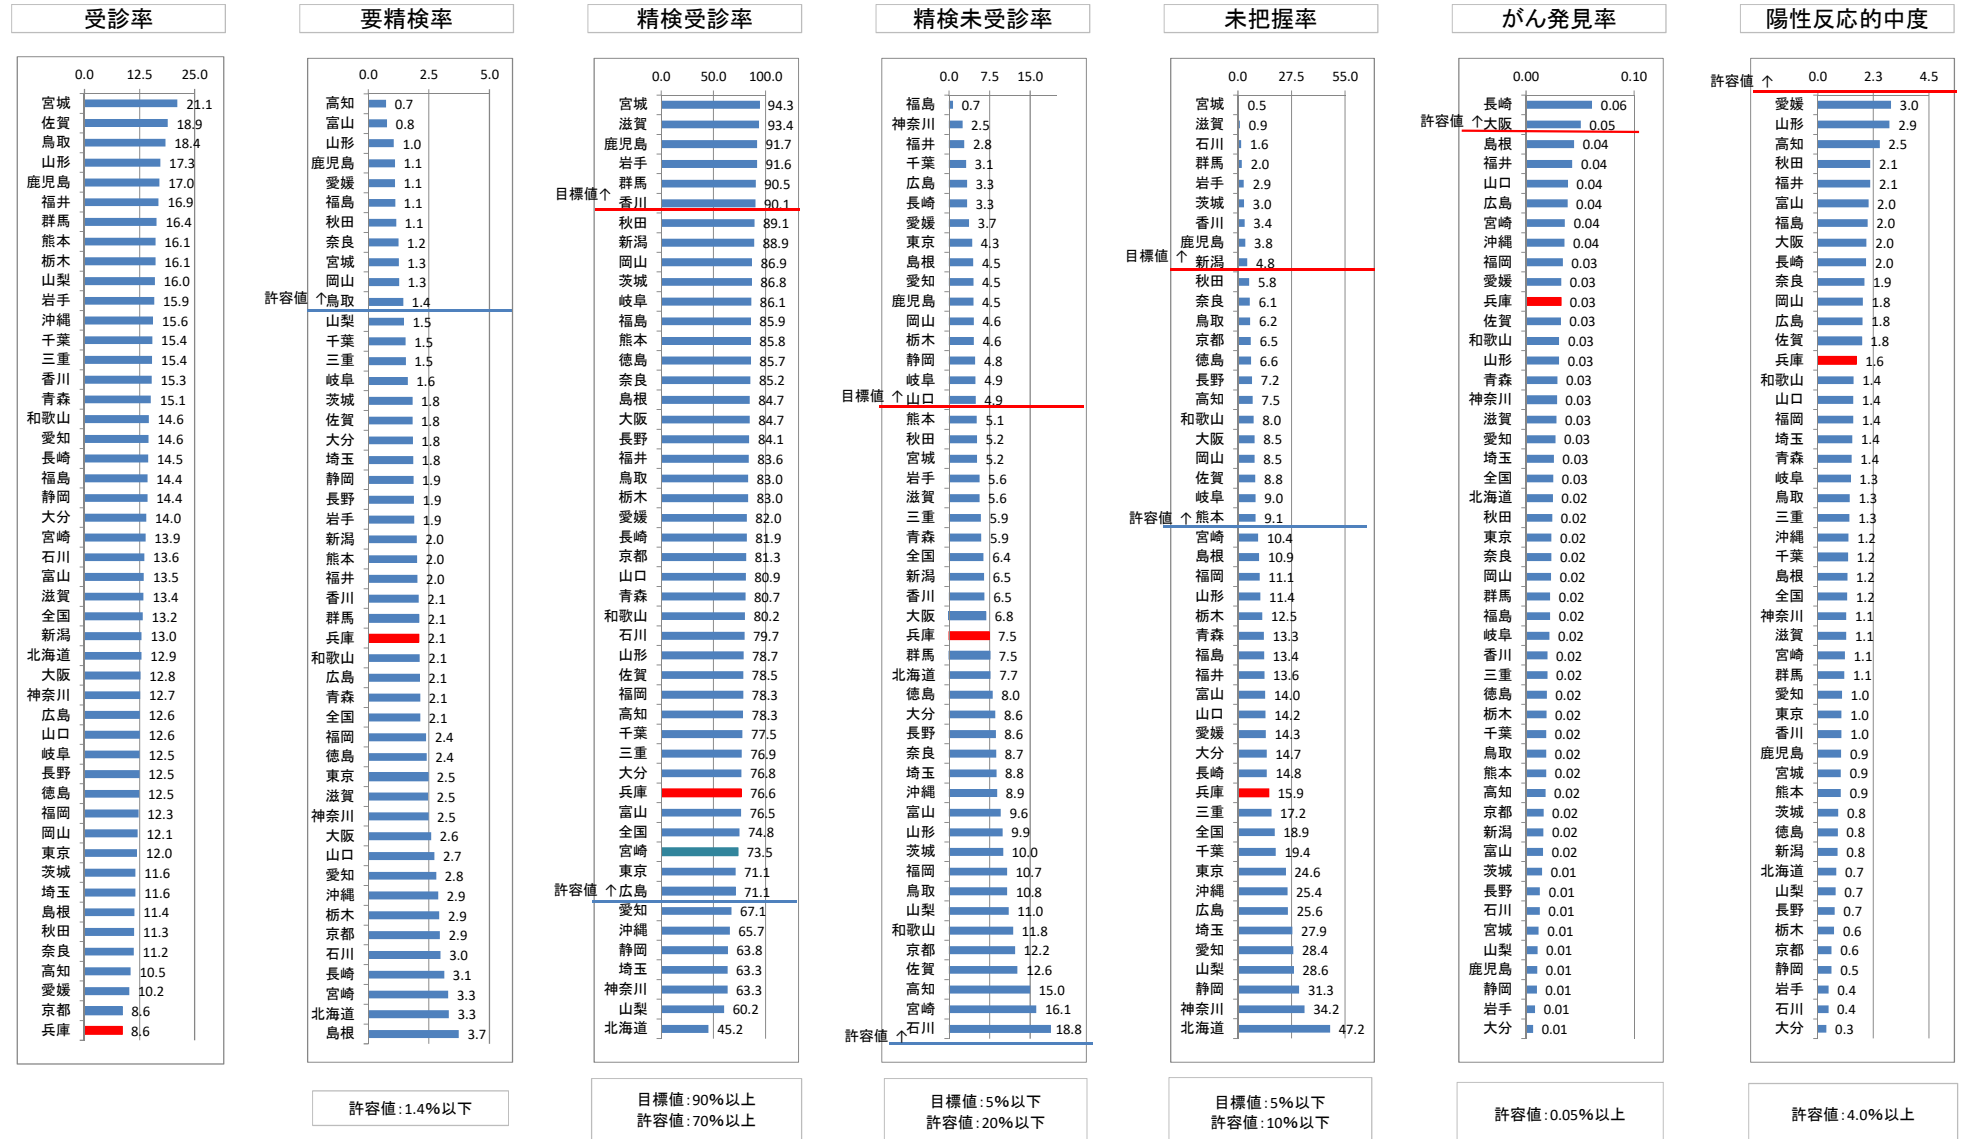 受診率
0.0 12.5 25.0
宮城 21.1
佐賀 18.9
鳥取 18.4
山形 17.3
鹿児島 17.0
福井 16.9
群馬 16.4
熊本 16.1
栃木 16.1
山梨 16.0
岩手 15.9
沖縄 15.6
千葉 15.4
三重 15.4
香川 15.3
青森 15.1
和歌山 14.6
愛知 14.6
長崎 14.5
福島 14.4
静岡 14.4
大分 14.0
宮崎 13.9
石川 13.6
富山 13.5
滋賀 13.4
全国 13.2
新潟 13.0
北海道 12.9
大阪 12.8
神奈川 12.7
広島 12.6
山口 12.6
岐阜 12.5
長野 12.5
徳島 12.5
福岡 12.3
岡山 12.1
東京 12.0
茨城 11.6
埼玉 11.6
島根 11.4
秋田 11.3
奈良 11.2
高知 10.5
愛媛 10.2
京都 8.6
兵庫 8.6
要精検率
0.0 2.5 5.0
高知 0.7
富山 0.8
山形 1.0
鹿児島 1.1
愛媛 1.1
福島 1.1
秋田 1.1
奈良 1.2
宮城 1.3
岡山 1.3
許容値 ↑ 鳥取 1.4
山梨 1.5
千葉 1.5
三重 1.5
岐阜 1.6
茨城 1.8
佐賀 1.8
大分 1.8
埼玉 1.8
静岡 1.9
長野 1.9
岩手 1.9
新潟 2.0
熊本 2.0
福井 2.0
香川 2.1
群馬 2.1
兵庫 2.1
和歌山 2.1
広島 2.1
青森 2.1
全国 2.1
福岡 2.4
徳島 2.4
東京 2.5
滋賀 2.5
神奈川 2.5
大阪 2.6
山口 2.7
愛知 2.8
沖縄 2.9
栃木 2.9
京都 2.9
石川 3.0
長崎 3.1
宮崎 3.3
北海道 3.3
島根 3.7
許容値:1.4%以下
精検受診率
0.0 50.0 100.0
宮城 94.3
滋賀 93.4
鹿児島 91.7
岩手 91.6
群馬 90.5
目標値↑ 香川 90.1
秋田 89.1
新潟 88.9
岡山 86.9
茨城 86.8
岐阜 86.1
福島 85.9
熊本 85.8
徳島 85.7
奈良 85.2
島根 84.7
大阪 84.7
長野 84.1
福井 83.6
鳥取 83.0
栃木 83.0
愛媛 82.0
長崎 81.9
京都 81.3
山口 80.9
青森 80.7
和歌山 80.2
石川 79.7
山形 78.7
佐賀 78.5
福岡 78.3
高知 78.3
千葉 77.5
三重 76.9
大分 76.8
兵庫 76.6
富山 76.5
全国 74.8
宮崎 73.5
東京 71.1
許容値 ↑ 広島 71.1
愛知 67.1
沖縄 65.7
静岡 63.8
埼玉 63.3
神奈川 63.3
山梨 60.2
北海道 45.2
目標値:90%以上
許容値:70%以上
精検未受診率
0.0 7.5 15.0
福島 0.7
神奈川 2.5
福井 2.8
千葉 3.1
広島 3.3
長崎 3.3
愛媛 3.7
東京 4.3
島根 4.5
愛知 4.5
鹿児島 4.5
岡山 4.6
栃木 4.6
静岡 4.8
岐阜 4.9
目標値 ↑ 山口 4.9
熊本 5.1
秋田 5.2
宮城 5.2
岩手 5.6
滋賀 5.6
三重 5.9
青森 5.9
全国 6.4
新潟 6.5
香川 6.5
大阪 6.8
兵庫 7.5
群馬 7.5
北海道 7.7
徳島 8.0
大分 8.6
長野 8.6
奈良 8.7
埼玉 8.8
沖縄 8.9
富山 9.6
山形 9.9
茨城 10.0
福岡 10.7
鳥取 10.8
山梨 11.0
和歌山 11.8
京都 12.2
佐賀 12.6
高知 15.0
宮崎 16.1
石川 18.8
許容値 ↑
目標値:5%以下
許容値:20%以下
未把握率
0.0 27.5 55.0
宮城 0.5
滋賀 0.9
石川 1.6
群馬 2.0
岩手 2.9
茨城 3.0
香川 3.4
鹿児島 3.8
目標値 ↑ 新潟 4.8
秋田 5.8
奈良 6.1
鳥取 6.2
京都 6.5
徳島 6.6
長野 7.2
高知 7.5
和歌山 8.0
大阪 8.5
岡山 8.5
佐賀 8.8
岐阜 9.0
許容値 ↑ 熊本 9.1
宮崎 10.4
島根 10.9
福岡 11.1
山形 11.4
栃木 12.5
青森 13.3
福島 13.4
福井 13.6
富山 14.0
山口 14.2
愛媛 14.3
大分 14.7
長崎 14.8
兵庫 15.9
三重 17.2
全国 18.9
千葉 19.4
東京 24.6
沖縄 25.4
広島 25.6
埼玉 27.9
愛知 28.4
山梨 28.6
静岡 31.3
神奈川 34.2
北海道 47.2
目標値:5%以下
許容値:10%以下
がん発見率
0.00 0.10
長崎 0.06
許容値 ↑ 大阪 0.05
島根 0.04
福井 0.04
山口 0.04
広島 0.04
宮崎 0.04
沖縄 0.04
福岡 0.03
愛媛 0.03
兵庫 0.03
佐賀 0.03
和歌山 0.03
山形 0.03
青森 0.03
神奈川 0.03
滋賀 0.03
愛知 0.03
埼玉 0.03
全国 0.03
北海道 0.02
秋田 0.02
東京 0.02
奈良 0.02
岡山 0.02
群馬 0.02
福島 0.02
岐阜 0.02
香川 0.02
三重 0.02
徳島 0.02
栃木 0.02
千葉 0.02
鳥取 0.02
熊本 0.02
高知 0.02
京都 0.02
新潟 0.02
富山 0.02
茨城 0.01
長野 0.01
石川 0.01
宮城 0.01
山梨 0.01
鹿児島 0.01
静岡 0.01
岩手 0.01
大分 0.01
許容値:0.05%以上
陽性反応的中度
0.0 2.3 4.5
許容値 ↑
愛媛 3.0
山形 2.9
高知 2.5
秋田 2.1
福井 2.1
富山 2.0
福島 2.0
大阪 2.0
長崎 2.0
奈良 1.9
岡山 1.8
広島 1.8
佐賀 1.8
兵庫 1.6
和歌山 1.4
山口 1.4
福岡 1.4
埼玉 1.4
青森 1.4
岐阜 1.3
鳥取 1.3
三重 1.3
沖縄 1.2
千葉 1.2
島根 1.2
全国 1.2
神奈川 1.1
滋賀 1.1
宮崎 1.1
群馬 1.1
愛知 1.0
東京 1.0
香川 1.0
鹿児島 0.9
宮城 0.9
熊本 0.9
茨城 0.8
徳島 0.8
新潟 0.8
北海道 0.7
山梨 0.7
長野 0.7
栃木 0.6
京都 0.6
静岡 0.5
岩手 0.4
石川 0.4
大分 0.3
許容値:4.0%以上